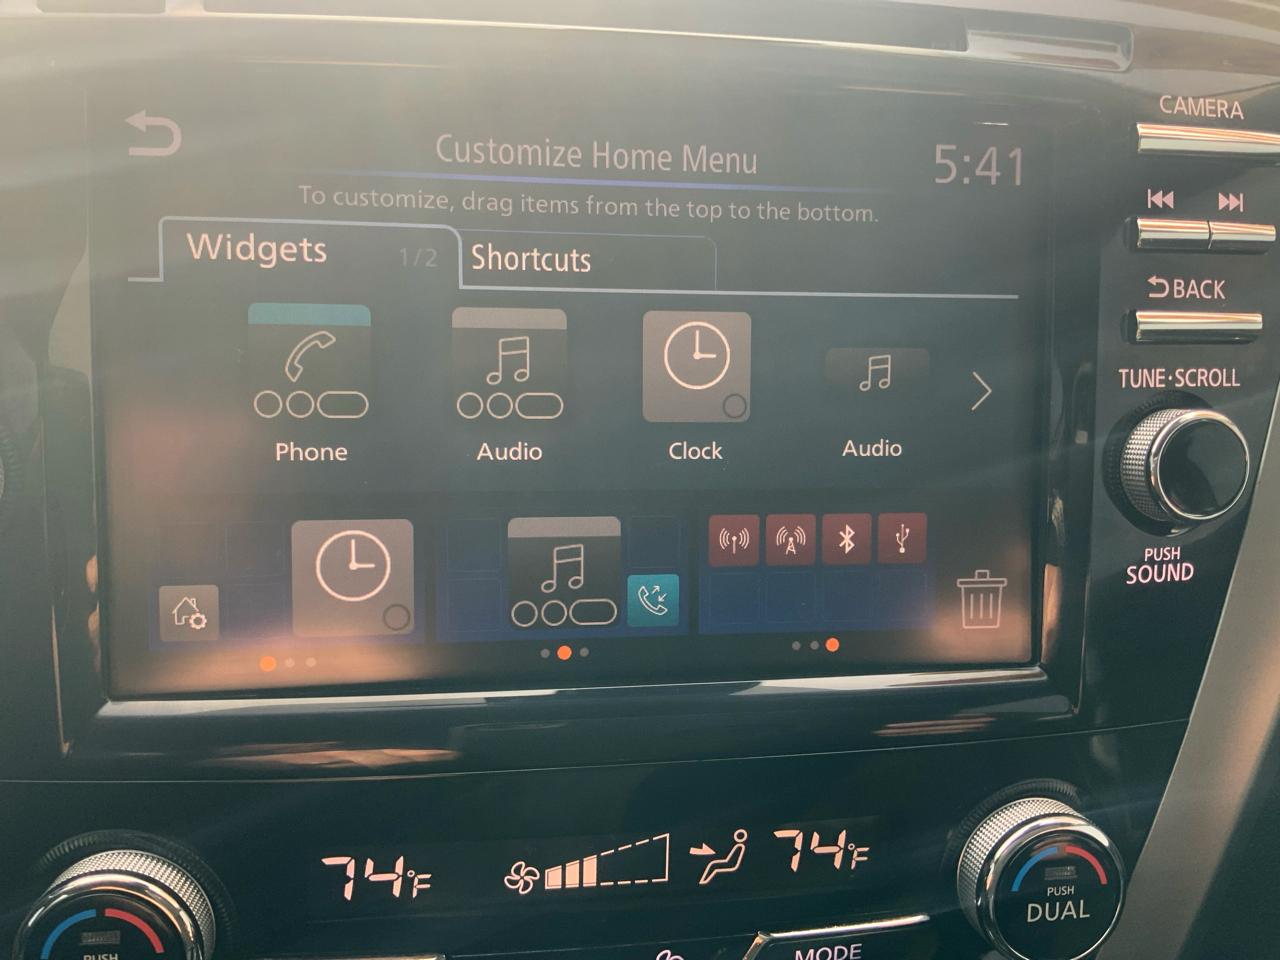 CAMERA
Customize Home Menu
5:41
To customize, drag items from the top to the bottom.
Widgets 1/2
Shortcuts
BACK
TUNE·SCROLL
Phone
Audio
Clock
Audio
PUSH
SOUND
74°F
74°F
PUSH
DUAL
PUSH
MODE